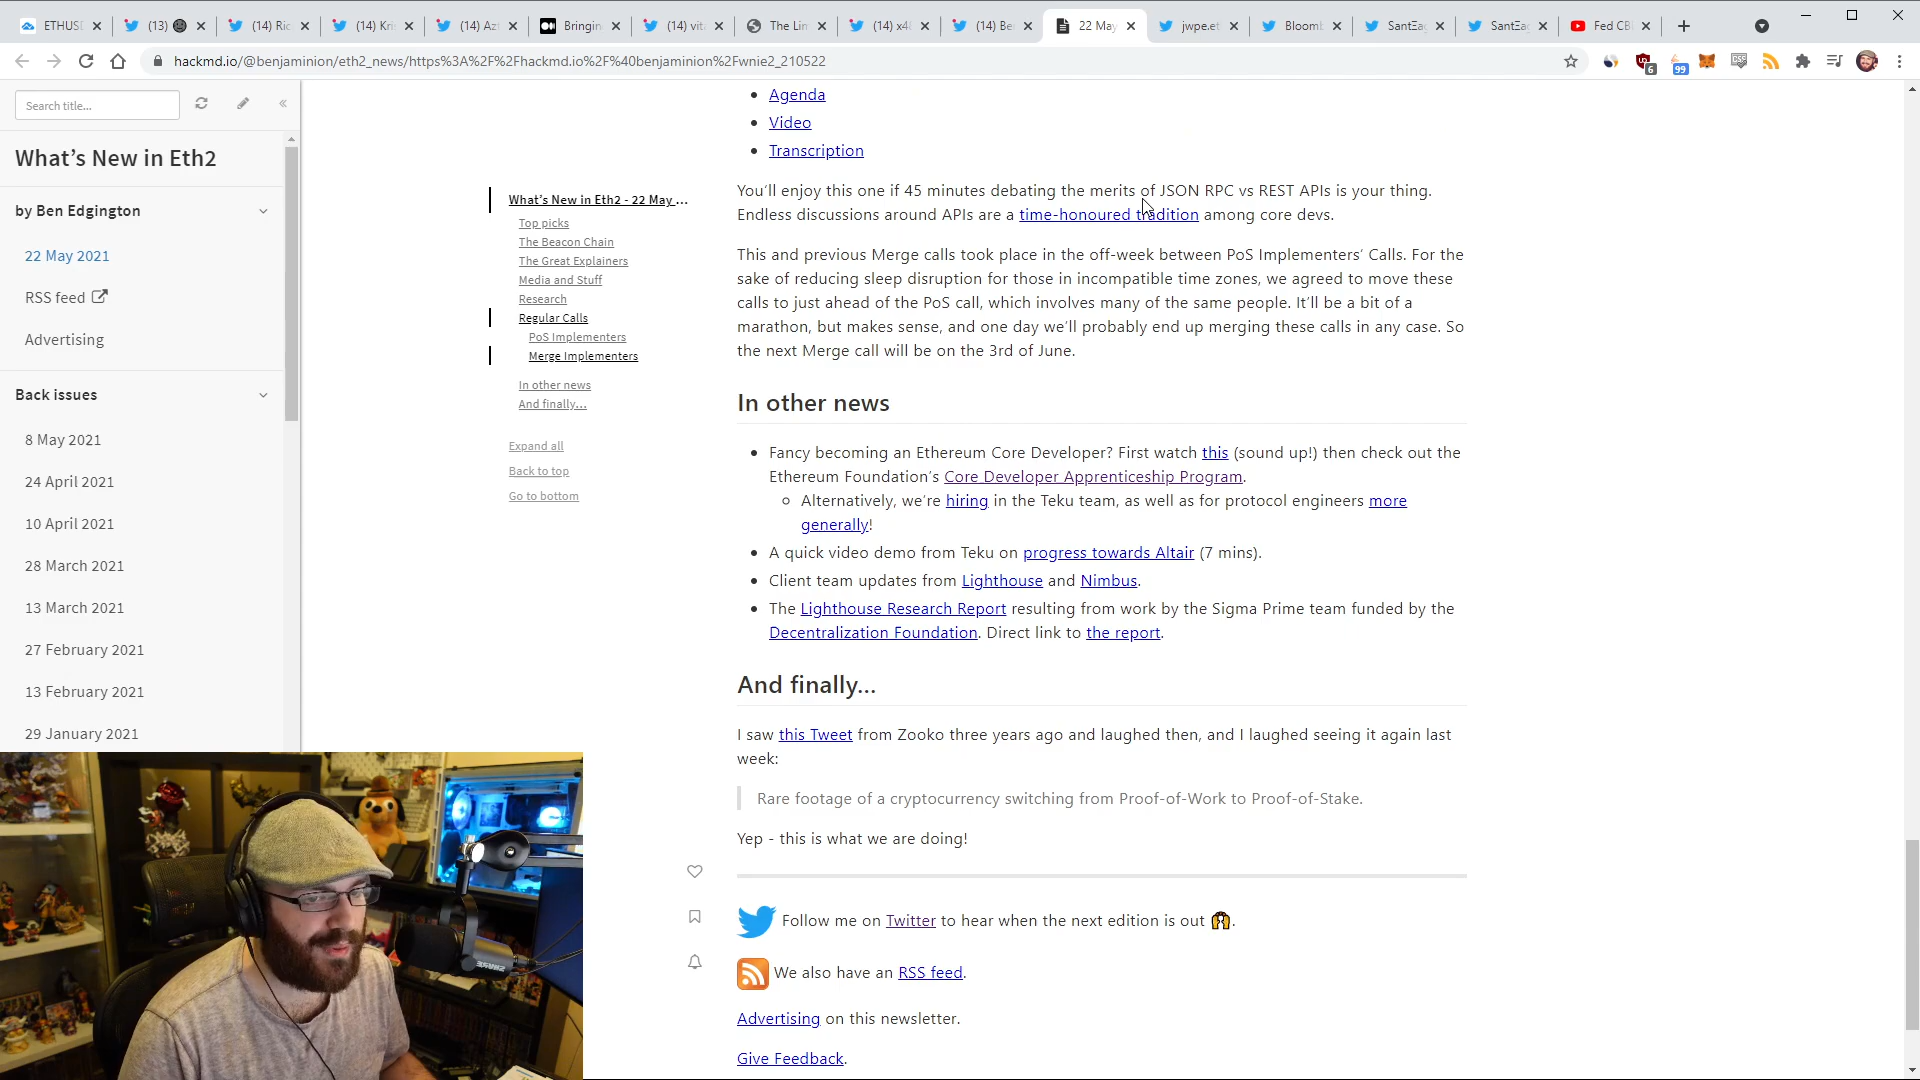 ETHUSD
(13)
(14) Ric
(14) Kris
(14) Azt
Bringin
(14) vit
The Lim
(14) x48
(14) Be
22 May
jwpe.et
Bloom
SantΞag
SantΞag
Fed CB
hackmd.io/@benjaminion/eth2_news/https%3A%2F%2Fhackmd.io%2F%40benjaminion%2Fwnie2_210522
6
99
Search title...
What's New in Eth2
by Ben Edgington
22 May 2021
RSS feed
Advertising
Back issues
8 May 2021
24 April 2021
10 April 2021
28 March 2021
13 March 2021
27 February 2021
13 February 2021
29 January 2021
What's New in Eth2 - 22 May ...
Top picks
The Beacon Chain
The Great Explainers
Media and Stuff
Research
Regular Calls
PoS Implementers
Merge Implementers
In other news
And finally...
Expand all
Back to top
Go to bottom
Agenda
Video
Transcription
You'll enjoy this one if 45 minutes debating the merits of JSON RPC vs REST APIs is your thing.
Endless discussions around APIs are a time-honoured tradition among core devs.
This and previous Merge calls took place in the off-week between PoS Implementers' Calls. For the
sake of reducing sleep disruption for those in incompatible time zones, we agreed to move these
calls to just ahead of the PoS call, which involves many of the same people. It'll be a bit of a
marathon, but makes sense, and one day we'll probably end up merging these calls in any case. So
the next Merge call will be on the 3rd of June.
In other news
Fancy becoming an Ethereum Core Developer? First watch this (sound up!) then check out the
Ethereum Foundation's Core Developer Apprenticeship Program.
Alternatively, we're hiring in the Teku team, as well as for protocol engineers more
generally!
A quick video demo from Teku on progress towards Altair (7 mins).
Client team updates from Lighthouse and Nimbus.
The Lighthouse Research Report resulting from work by the Sigma Prime team funded by the
Decentralization Foundation. Direct link to the report.
And finally...
I saw this Tweet from Zooko three years ago and laughed then, and I laughed seeing it again last
week:
Rare footage of a cryptocurrency switching from Proof-of-Work to Proof-of-Stake.
Yep - this is what we are doing!
Follow me on Twitter to hear when the next edition is out 🙌.
We also have an RSS feed.
Advertising on this newsletter.
Give Feedback.